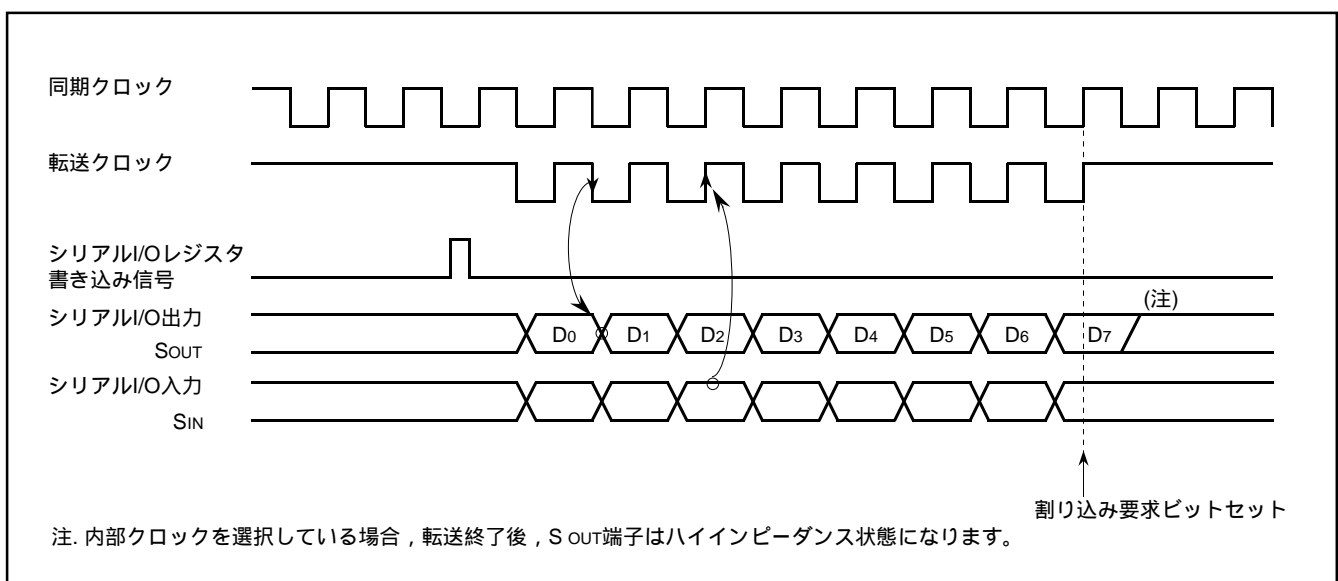 同期クロック
転送クロック
シリアルI/Oレジスタ
書き込み信号
シリアルI/O出力
SOUT
(注)
D0 D1 D2 D3 D4 D5 D6 D7
シリアルI/O入力
SIN
割り込み要求ビットセット
注. 内部クロックを選択している場合，転送終了後，S OUT端子はハイインピーダンス状態になります。